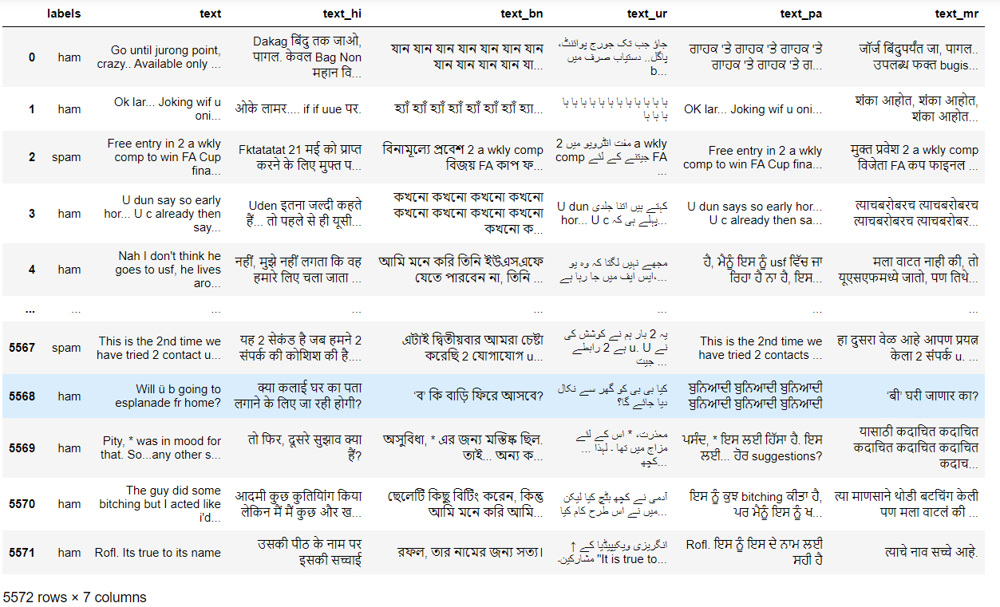 labels
text
text_hi
text_bn
text_ur
text_pa
text_mr
0
ham
Go until jurong point,
crazy.. Available only ...
Dakag बिंदु तक जाओ,
पागल. केवल Bag Non
महान वि...
যান যান যান যান যান যান যান
যান যান যান যান যা...
جاؤ جب تک جورج پوائنٹ،
پاگل.. دستیاب صرف میں
b...
ਗਾਹਕ 'ਤੇ ਗਾਹਕ 'ਤੇ ਗਾਹਕ 'ਤੇ
ਗਾਹਕ 'ਤੇ ਗਾਹਕ 'ਤੇ ਗ...
जॉर्ज बिंदुपर्यंत जा, पागल..
उपलब्ध फक्त bugis...
1
ham
Ok lar... Joking wif u
oni...
ओके लामर.... if if uue पर.
হ্যাঁ হ্যাঁ হ্যাঁ হ্যাঁ হ্যাঁ হ্যাঁ হ্যা...
ہا ہا ہا ہا ہا ہا ہا ہا ہا ہا ہا ہا
ہا ہا ہا
OK lar... Joking wif u oni...
शंका आहोत, शंका आहोत,
शंका आहोत...
2
spam
Free entry in 2 a wkly
comp to win FA Cup
fina...
Fktatatat 21 मई को प्राप्त
करने के लिए मुफ्त प...
বিনামূল্যে প্রবেশ 2 a wkly comp
বিজয় FA কাপ ফ...
2 مفت انٹرویو میں a wkly
comp جیتنے کے لئے FA
...
Free entry in 2 a wkly
comp to win FA Cup fina...
मुक्त प्रवेश 2 a wkly comp
विजेता FA कप फाइनल ...
3
ham
U dun say so early
hor... U c already then
say...
Uden इतना जल्दी कहते
हैं... तो पहले से ही यूसी...
কখনো কখনো কখনো কখনো
কখনো কখনো কখনো কখনো
কখনো ক...
U dun کہتے ہیں اتنا جلدی
hor... U c پہلے ہی کہ...
U dun says so early hor...
U c already then sa...
त्याचबरोबरच त्याचबरोबरच
त्याचबरोबरच त्याचबरोबर...
4
ham
Nah I don't think he
goes to usf, he lives
aro...
नहीं, मुझे नहीं लगता कि वह
हमारे लिए चला जाता ...
আমি মনে করি তিনি ইউএসএফে
যেতে পারবেন না, তিনি ...
مجھے نہیں لگتا کہ وہ یو
ایس ایف میں جا رہا ہے،...
ਹੈ, ਮੈਨੂੰ ਇਸ ਨੂੰ usf ਵਿੱਚ ਜਾ
ਰਿਹਾ ਹੈ ਨਾ ਹੈ, ਇਸ...
मला वाटत नाही की, तो
यूएसएफमध्ये जातो, पण तिथे...
...
...
...
...
...
...
...
...
5567
spam
This is the 2nd time we
have tried 2 contact u...
यह 2 सेकंड है जब हमने 2
संपर्क की कोशिश की है....
এটাই দ্বিতীয়বার আমরা চেষ্টা
করেছি 2 যোগাযোগ u...
یہ 2 بار ہم نے کوشش کی
ہے 2 رابطے u. U نے
جیت ...
This is the 2nd time we
have tried 2 contacts ...
हा दुसरा वेळ आहे आपण प्रयत्न
केला 2 संपर्क u. ...
5568
ham
Will ü b going to
esplanade fr home?
क्या कलाई घर का पता
लगाने के लिए जा रही होगी?
‘ব’ কি বাড়ি ফিরে আসবে?
کیا بی بی کو گھر سے نکال
دیا جائے گا؟
ਬੁਨਿਆਦੀ ਬੁਨਿਆਦੀ ਬੁਨਿਆਦੀ
ਬੁਨਿਆਦੀ ਬੁਨਿਆਦੀ ਬੁਨਿਆਦੀ
‘बी’ घरी जाणार का?
5569
ham
Pity, * was in mood for
that. So...any other s...
तो फिर, दूसरे सुझाव क्या
हैं?
অসুবিধা, * এর জন্য মস্তিষ্ক ছিল.
তাই... অন্য ক...
معذرت، * اس کے لئے
مزاج میں تھا ۔ لہٰذا ...
کچھ...
ਪਸੰਦ, * ਇਸ ਲਈ ਹਿੱਸਾ ਹੈ. ਇਸ
ਲਈ... ਹੋਰ suggestions?
यासाठी कदाचित कदाचित
कदाचित कदाचित कदाचित
कदाच...
5570
ham
The guy did some
bitching but I acted like
i'd...
आदमी कुछ कुतियिंग किया
लेकिन मैं मैं कुछ और ख...
ছেলেটি কিছু বিটিং করেন, কিন্তু
আমি মনে করি আমি...
آدمی نے کچھ بٹچ کیا لیکن
میں نے اس طرح کام کیا...
ਇਸ ਨੂੰ ਕੁਝ bitching ਕੀਤਾ ਹੈ,
ਪਰ ਮੈਨੂੰ ਇਸ ਨੂੰ ਖ...
त्या माणसाने थोडी बटचिंग केली
पण मला वाटलं की ...
5571
ham
Rofl. Its true to its name
उसकी पीठ के नाम पर
इसकी सच्चाई
রফল, তার নামের জন্য সত্য।
انگریزی ویکیپیڈیا کے ↑
مشارکین۔ "It is true to...
Rofl. ਇਸ ਨੂੰ ਇਸ ਦੇ ਨਾਮ ਲਈ
ਸਹੀ ਹੈ
त्याचे नाव सच्चे आहे.
5572 rows × 7 columns